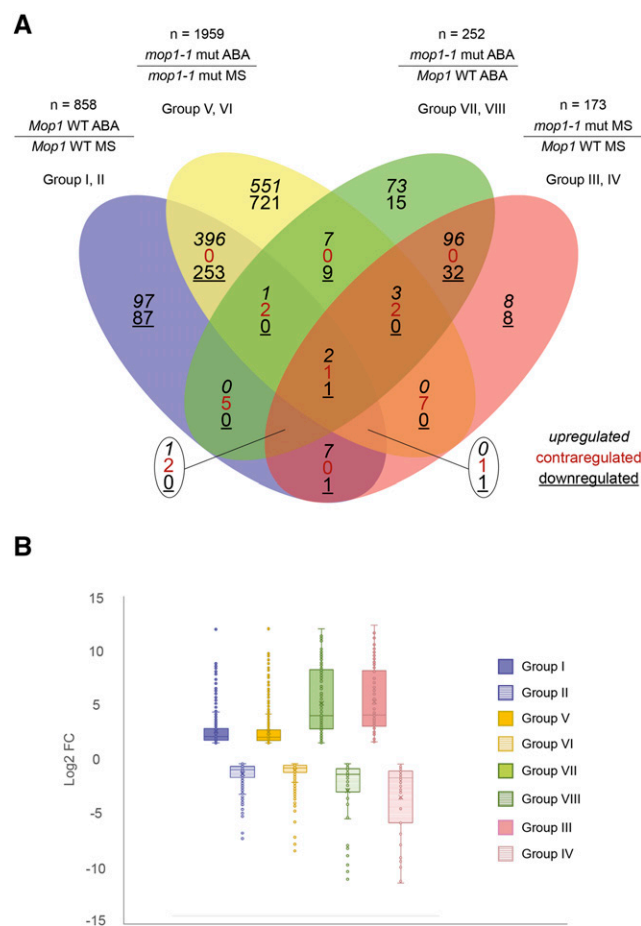 A
n = 1959
mop1-1 mut ABA
mop1-1 mut MS
Group V, VI
n = 252
mop1-1 mut ABA
Mop1 WT ABA
Group VII, VIII
n = 858
Mop1 WT ABA
Mop1 WT MS
Group I, II
n = 173
mop1-1 mut MS
Mop1 WT MS
Group III, IV
551
721
73
15
396
0
253
7
0
9
96
0
32
97
87
1
2
0
3
2
0
8
8
2
1
1
0
5
0
0
7
0
1
2
0
7
0
1
0
1
1
upregulated
contraregulated
downregulated
B
Log2 FC
15
10
5
0
-5
-10
-15
Group I
Group II
Group V
Group VI
Group VII
Group VIII
Group III
Group IV